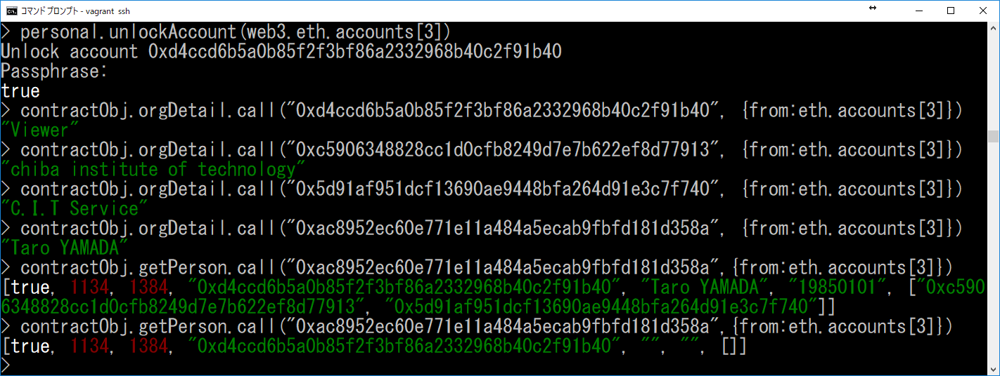 コマンド プロンプト - vagrant ssh
> personal.unlockAccount(web3.eth.accounts[3])
Unlock account 0xd4ccd6b5a0b85f2f3bf86a2332968b40c2f91b40
Passphrase:
true
> contractObj.orgDetail.call("0xd4ccd6b5a0b85f2f3bf86a2332968b40c2f91b40", {from:eth.accounts[3]})
"Viewer"
> contractObj.orgDetail.call("0xc5906348828cc1d0cfb8249d7e7b622ef8d77913", {from:eth.accounts[3]})
"chiba institute of technology"
> contractObj.orgDetail.call("0x5d91af951dcf13690ae9448bfa264d91e3c7f740", {from:eth.accounts[3]})
"C.I.T Service"
> contractObj.orgDetail.call("0xac8952ec60e771e11a484a5ecab9fbfd181d358a", {from:eth.accounts[3]})
"Taro YAMADA"
> contractObj.getPerson.call("0xac8952ec60e771e11a484a5ecab9fbfd181d358a",{from:eth.accounts[3]})
[true, 1134, 1384, "0xd4ccd6b5a0b85f2f3bf86a2332968b40c2f91b40", "Taro YAMADA", "19850101", ["0xc590
6348828cc1d0cfb8249d7e7b622ef8d77913", "0x5d91af951dcf13690ae9448bfa264d91e3c7f740"]]
> contractObj.getPerson.call("0xac8952ec60e771e11a484a5ecab9fbfd181d358a",{from:eth.accounts[3]})
[true, 1134, 1384, "0xd4ccd6b5a0b85f2f3bf86a2332968b40c2f91b40", "", "", []]
>